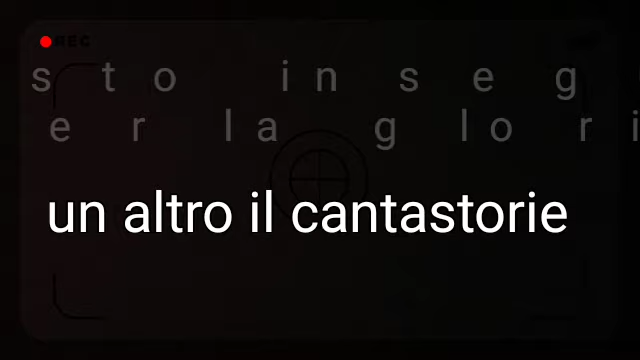 REC
s t o i n s e g
e r l a g l o r i
un altro il cantastorie